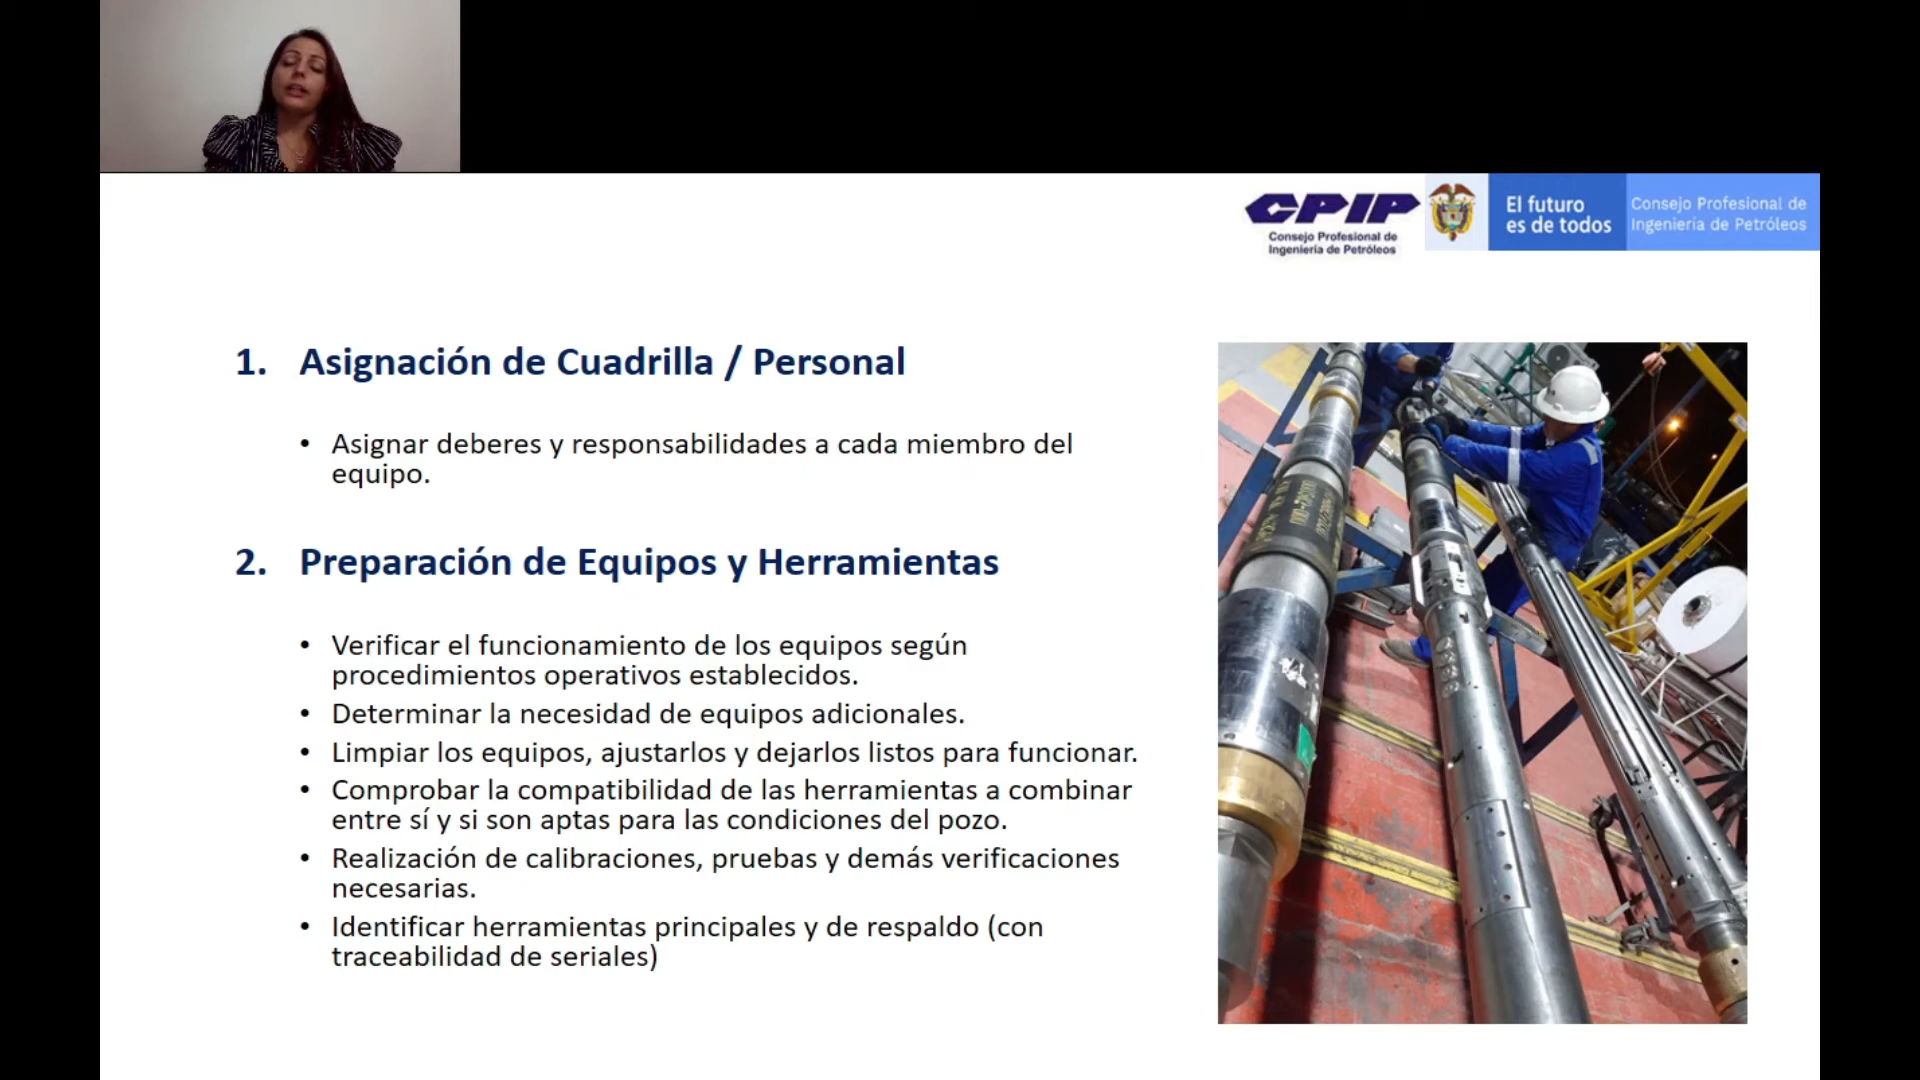 CPIP
Consejo Profesional de
Ingeniería de Petróleos
El futuro
es de todos
Consejo Profesional de
Ingeniería de Petróleos
1. Asignación de Cuadrilla / Personal
• Asignar deberes y responsabilidades a cada miembro del
equipo.
2. Preparación de Equipos y Herramientas
• Verificar el funcionamiento de los equipos según
procedimientos operativos establecidos.
• Determinar la necesidad de equipos adicionales.
• Limpiar los equipos, ajustarlos y dejarlos listos para funcionar.
• Comprobar la compatibilidad de las herramientas a combinar
entre sí y si son aptas para las condiciones del pozo.
• Realización de calibraciones, pruebas y demás verificaciones
necesarias.
• Identificar herramientas principales y de respaldo (con
traceabilidad de seriales)